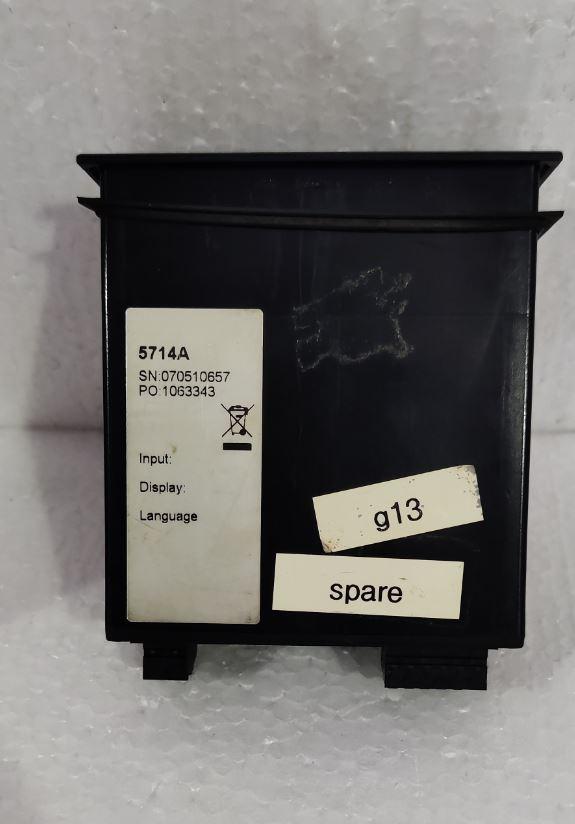 5714A
SN:070510657
PO:1063343
Input:
Display:
Language
g13
spare